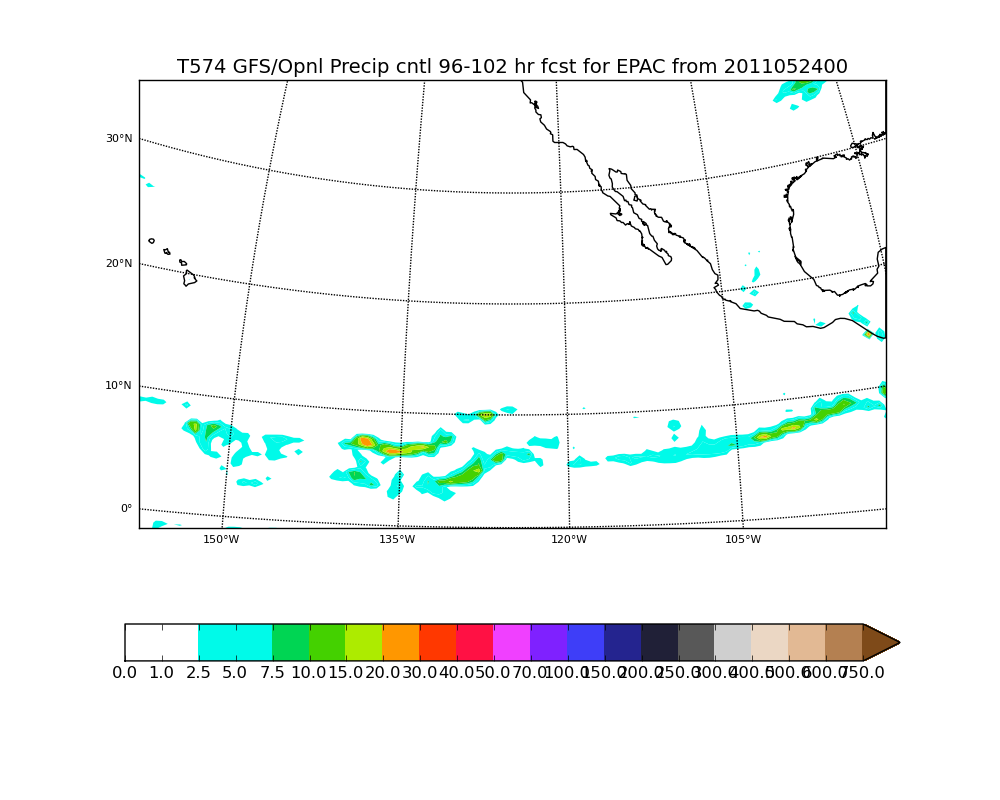 T574 GFS/Opnl Precip cntl 96-102 hr fcst for EPAC from 2011052400
30°N
20°N
10°N
0°
150°W 135°W 120°W 105°W
0.0 1.0 2.5 5.0 7.5 10.0 15.0 20.0 30.0 40.0 50.0 70.0 100.0 150.0 200.0 250.0 300.0 400.0 500.0 600.0 750.0